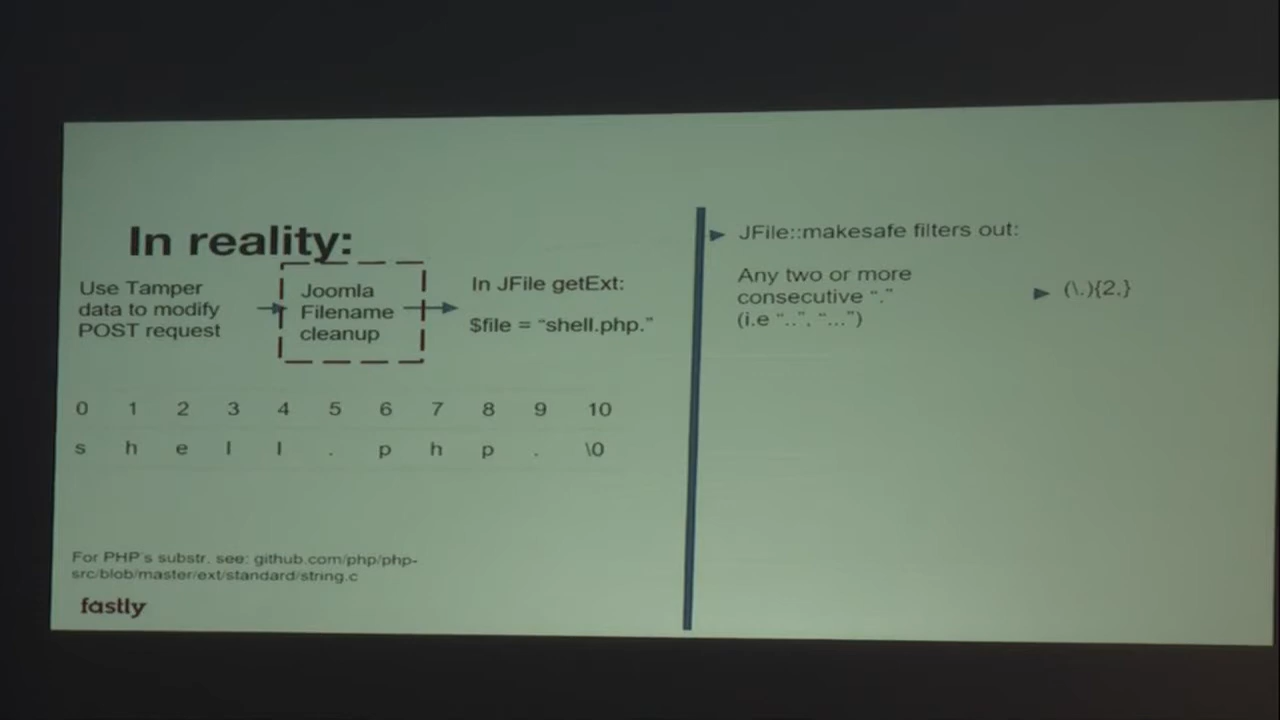 In reality:
Use Tamper
data to modify
POST request
Joomla
Filename
cleanup
In JFile getExt:
$file = “shell.php.”
0 1 2 3 4 5 6 7 8 9 10
s h e l l . p h p . \0
For PHP's substr, see: github.com/php/php-
src/blob/master/ext/standard/string.c
fastly
JFile::makesafe filters out:
Any two or more
consecutive “.”
(i.e “..”, “...”)
(\.){2,}